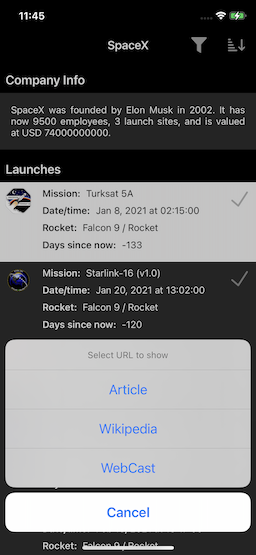 11:45
SpaceX
Company Info
SpaceX was founded by Elon Musk in 2002. It has
now 9500 employees, 3 launch sites, and is valued
at USD 74000000000.
Launches
Mission: Turksat 5A
Date/time: Jan 8, 2021 at 02:15:00
Rocket: Falcon 9 / Rocket
Days since now: -133
Mission: Starlink-16 (v1.0)
Date/time: Jan 20, 2021 at 13:02:00
Rocket: Falcon 9 / Rocket
Days since now: -120
Select URL to show
Article
Wikipedia
WebCast
Cancel
Rocket: Falcon 9 / Rocket